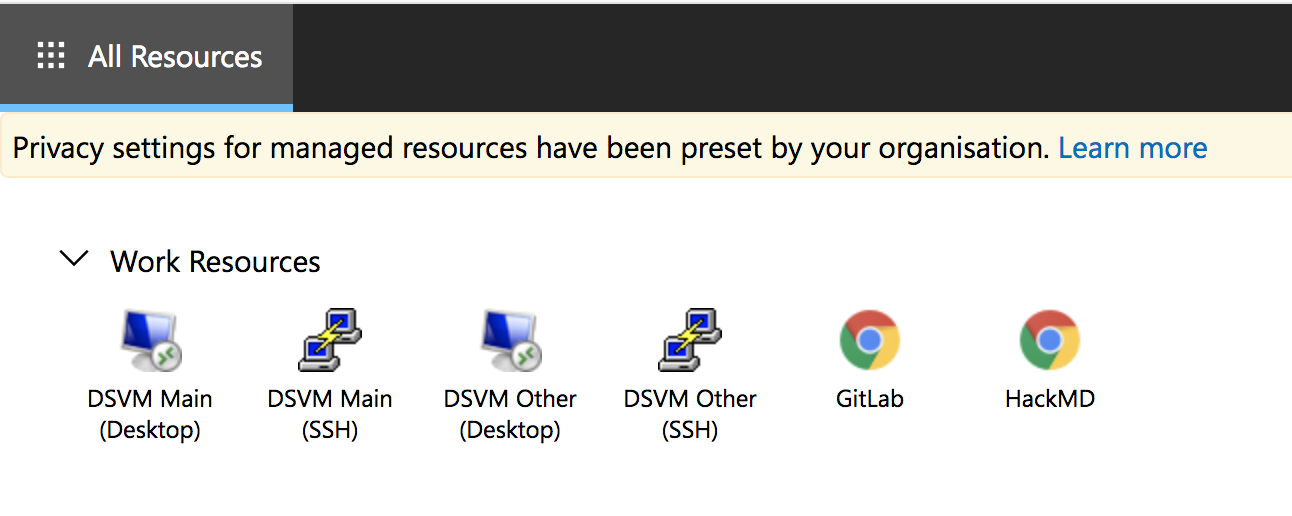 All Resources
Privacy settings for managed resources have been preset by your organisation. Learn more
Work Resources
DSVM Main (Desktop)
DSVM Main (SSH)
DSVM Other (Desktop)
DSVM Other (SSH)
GitLab
HackMD